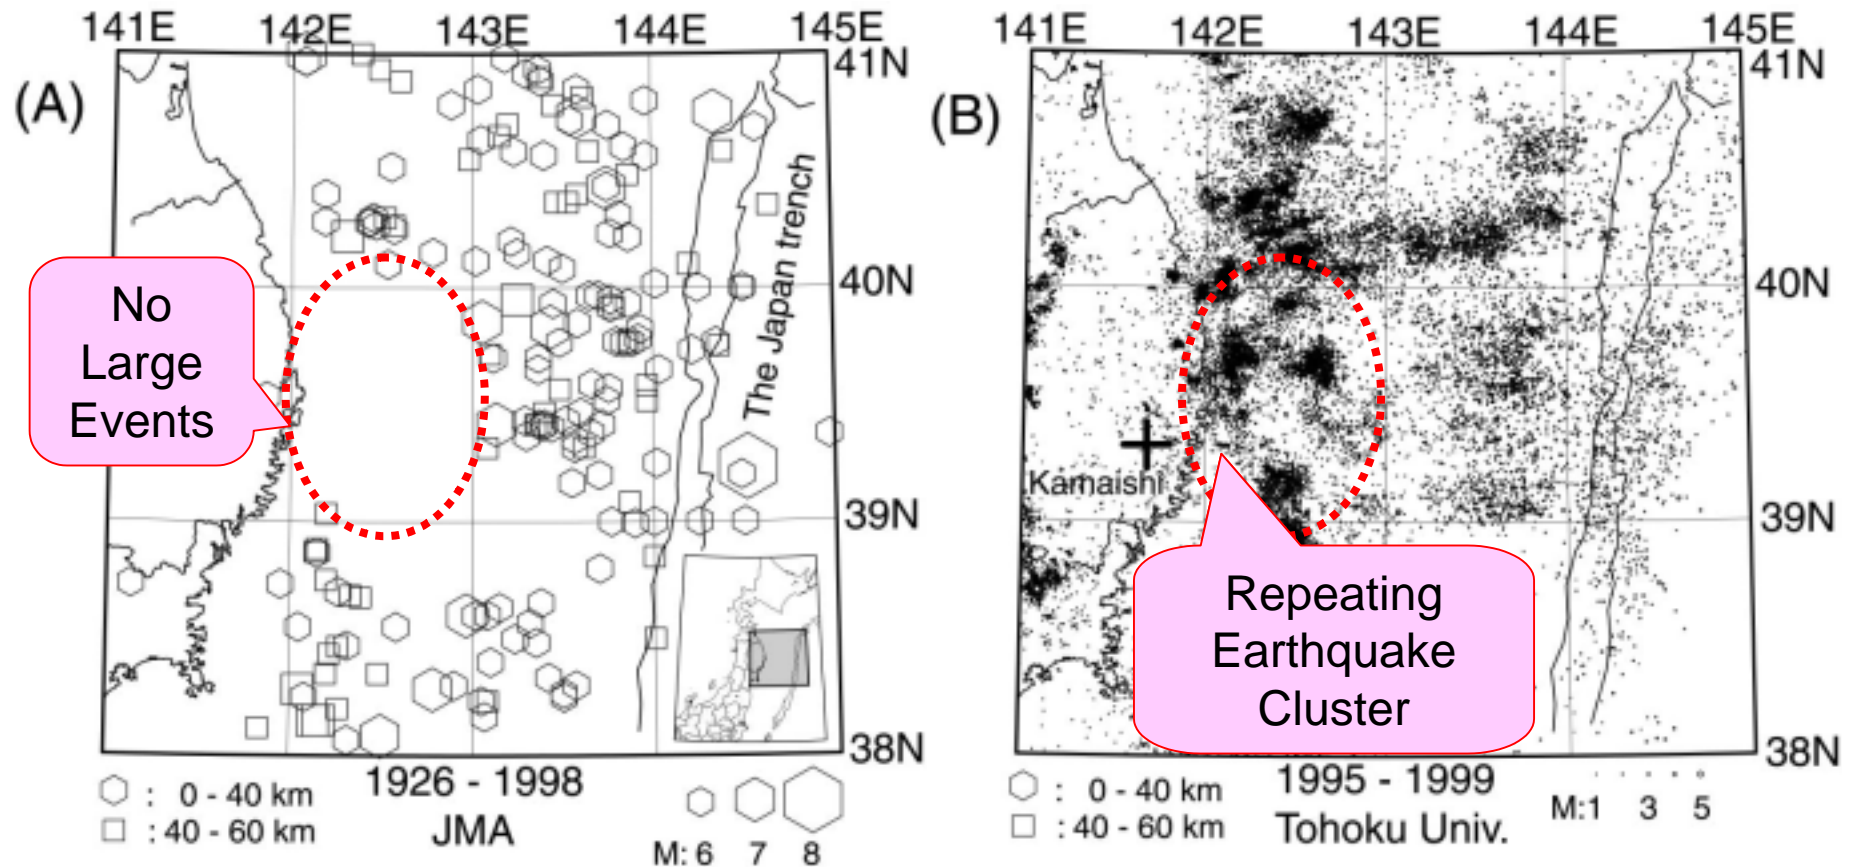 141E 142E 143E 144E 145E
41N
(A)
The Japan trench
40N
No
Large
Events
39N
38N
1926 - 1998
JMA
: 0 - 40 km
: 40 - 60 km
M: 6 7 8
141E 142E 143E 144E 145E
41N
(B)
40N
Kamaishi
39N
Repeating
Earthquake
Cluster
38N
1995 - 1999
Tohoku Univ.
: 0 - 40 km
: 40 - 60 km
M:1 3 5